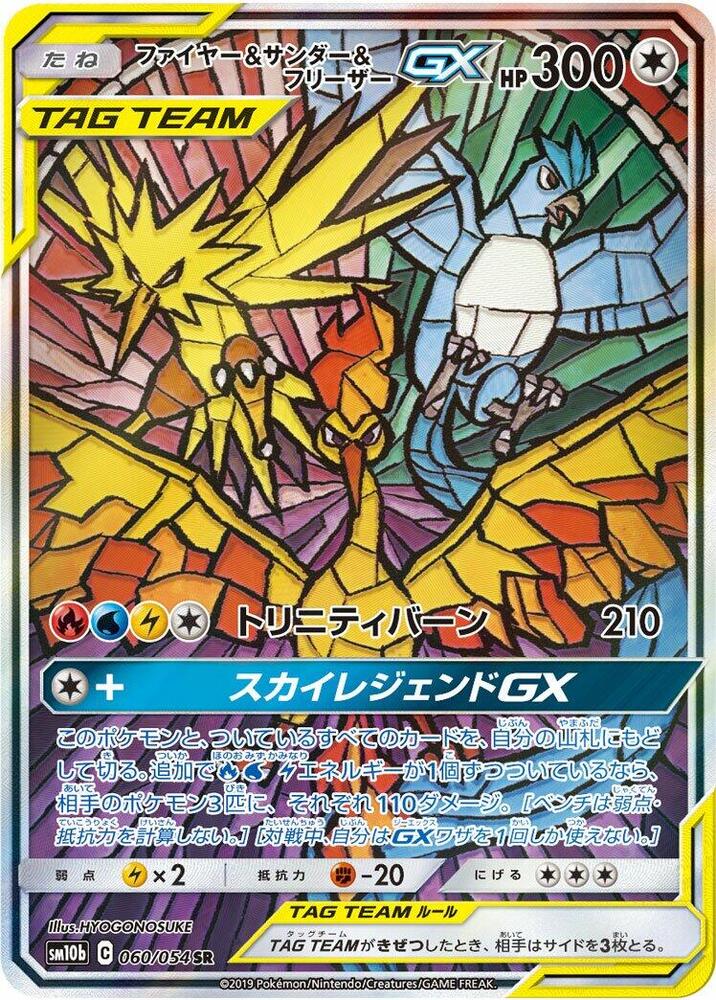 たね
ファイヤー&サンダー&
フリーザー GX HP 300
TAG TEAM
トリニティバーン 210
+ スカイレジェンドGX
このポケモンと、ついているすべてのカードを、自分の山札にもど
して切る。追加でエネルギーが1個ずつついているなら、
相手のポケモン3匹に、それぞれ110ダメージ。[ベンチは弱点・
抵抗力を計算しない。] [対戦中、自分はGXワザを1回しか使えない。]
弱点 ×2 抵抗力 -20 にげる
Illus.HYOGONOSUKE
TAG TEAM ルール
TAG TEAMがきぜつしたとき、相手はサイドを3枚とる。
sm10b C 060/054 SR
©2019 Pokémon/Nintendo/Creatures/GAME FREAK.